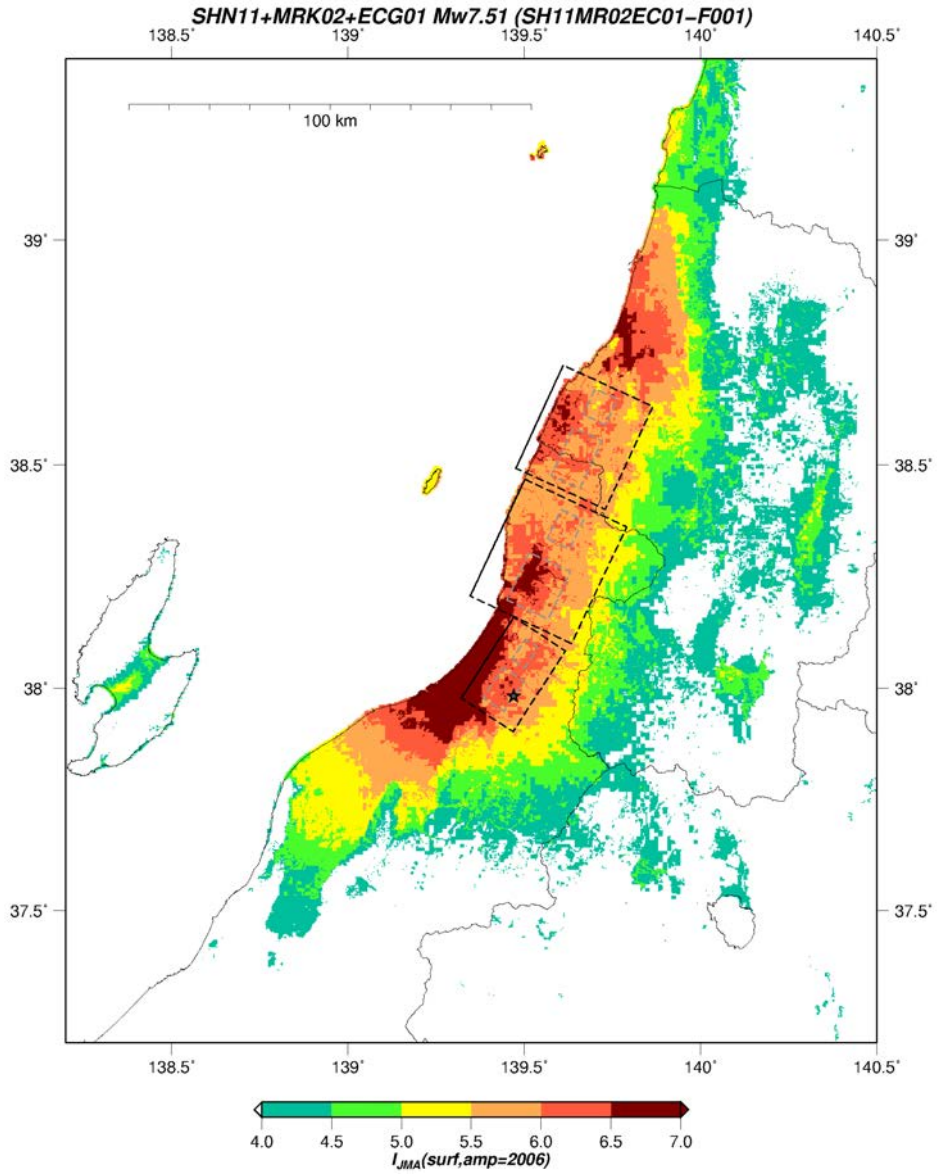 SHN11+MRK02+ECG01 Mw7.51 (SH11MR02EC01−F001)
138.5˚ 139˚ 139.5˚ 140˚ 140.5˚
100 km
39˚ 39˚
38.5˚ 38.5˚
38˚ 38˚
37.5˚ 37.5˚
138.5˚ 139˚ 139.5˚ 140˚ 140.5˚
4.0 4.5 5.0 5.5 6.0 6.5 7.0
I_JMA(surf,amp=2006)